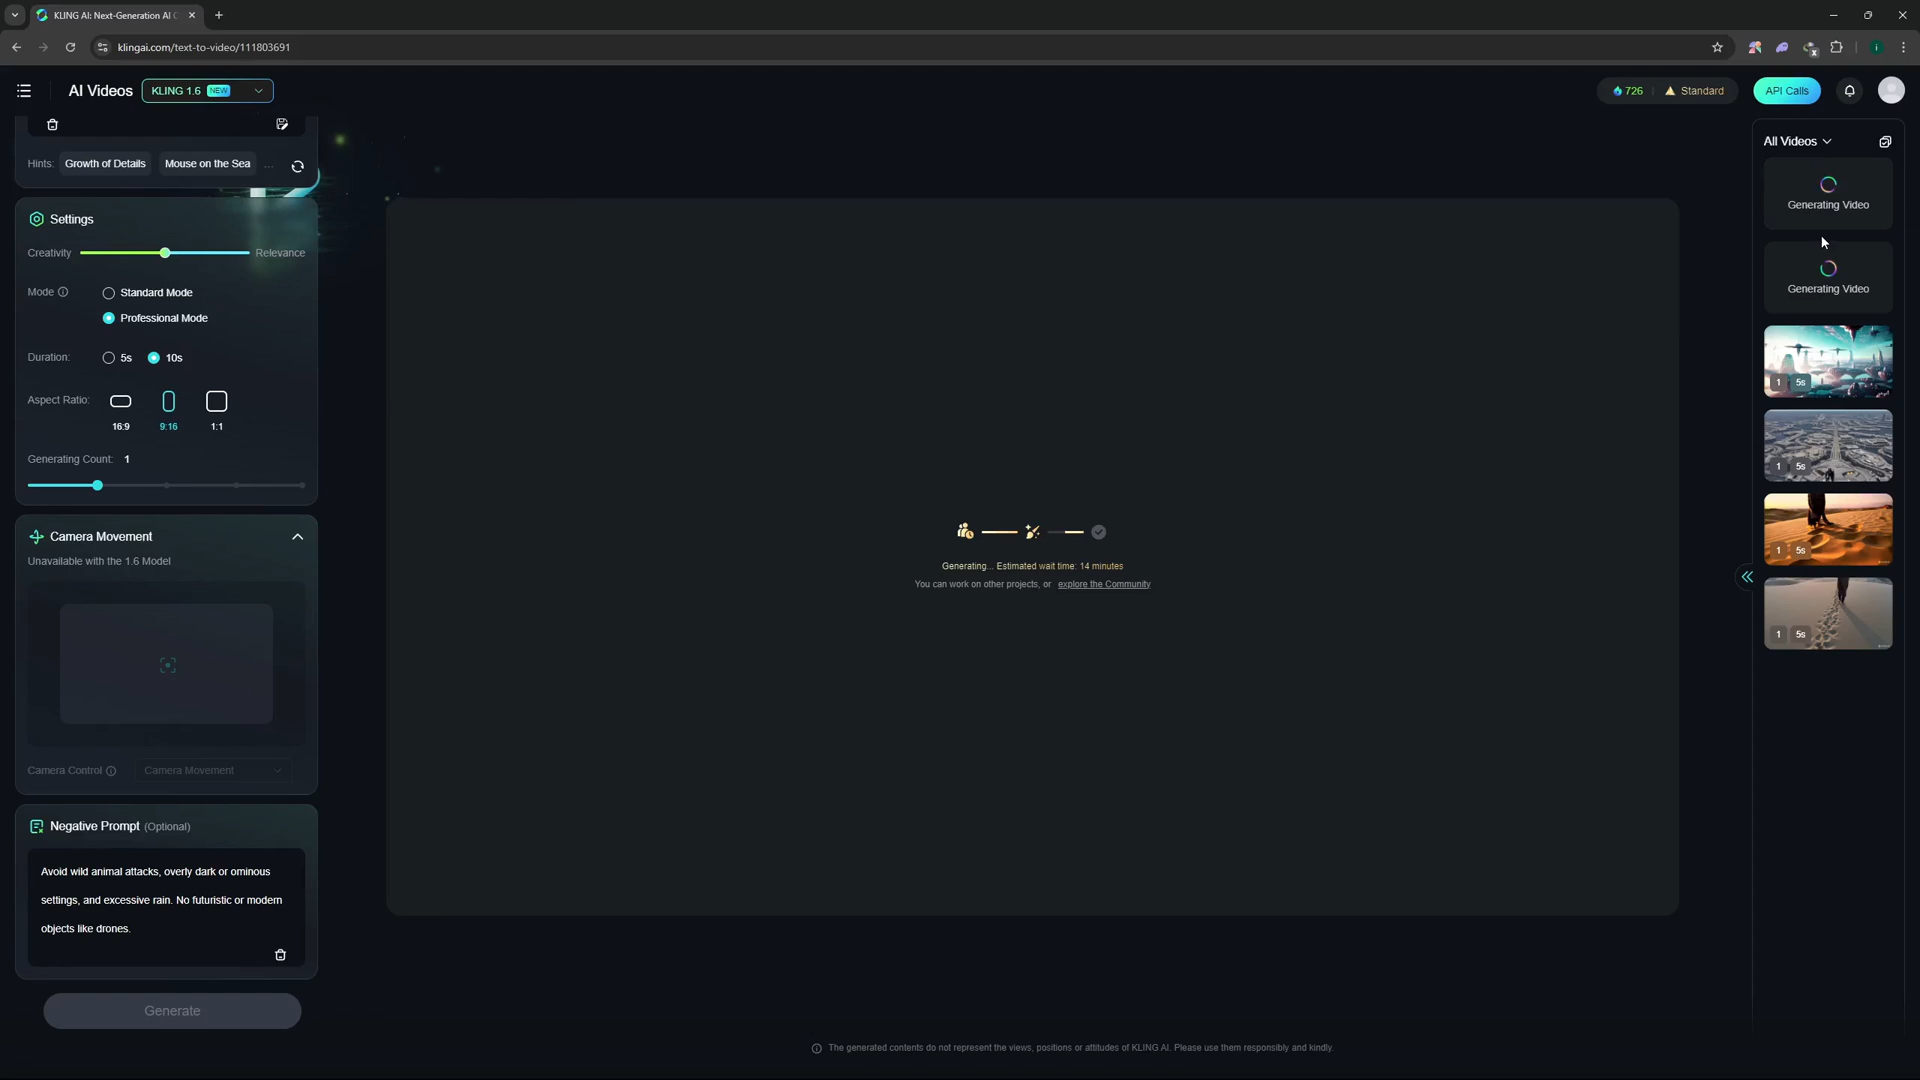 KLING AI: Next-Generation AI C
klingai.com/text-to-video/111803691
AI Videos
KLING 1.6 NEW
726
Standard
API Calls
Hints: Growth of Details Mouse on the Sea ...
Settings
Creativity
Relevance
Mode
Standard Mode
Professional Mode
Duration: 5s 10s
Aspect Ratio:
16:9 9:16 1:1
Generating Count: 1
Camera Movement
Unavailable with the 1.6 Model
Camera Control
Camera Movement
Negative Prompt (Optional)
Avoid wild animal attacks, overly dark or ominous
settings, and excessive rain. No futuristic or modern
objects like drones.
Generate
Generating... Estimated wait time: 14 minutes
You can work on other projects, or explore the Community
The generated contents do not represent the views, positions or attitudes of KLING AI. Please use them responsibly and kindly.
All Videos
Generating Video
Generating Video
1 5s
1 5s
1 5s
1 5s